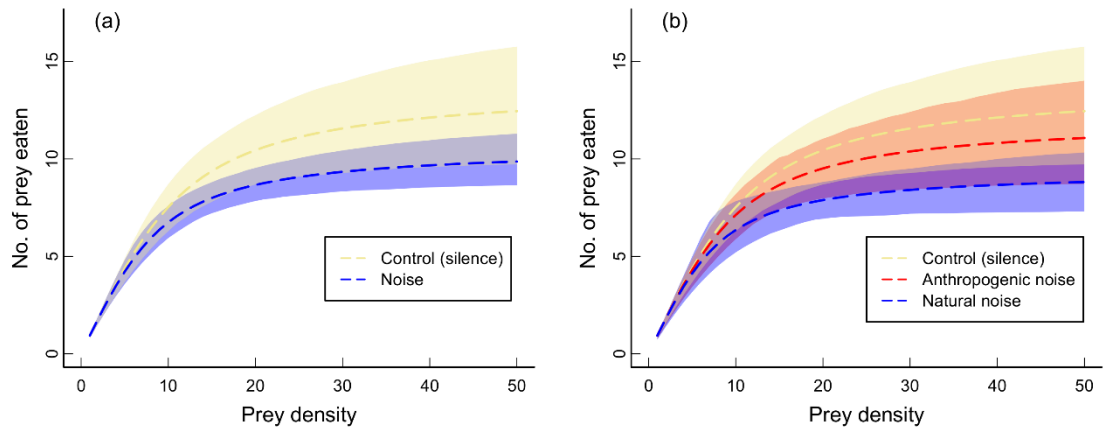 (a)
No. of prey eaten
15
10
5
0
0 10 20 30 40 50
Prey density
Control (silence)
Noise
(b)
No. of prey eaten
15
10
5
0
0 10 20 30 40 50
Prey density
Control (silence)
Anthropogenic noise
Natural noise